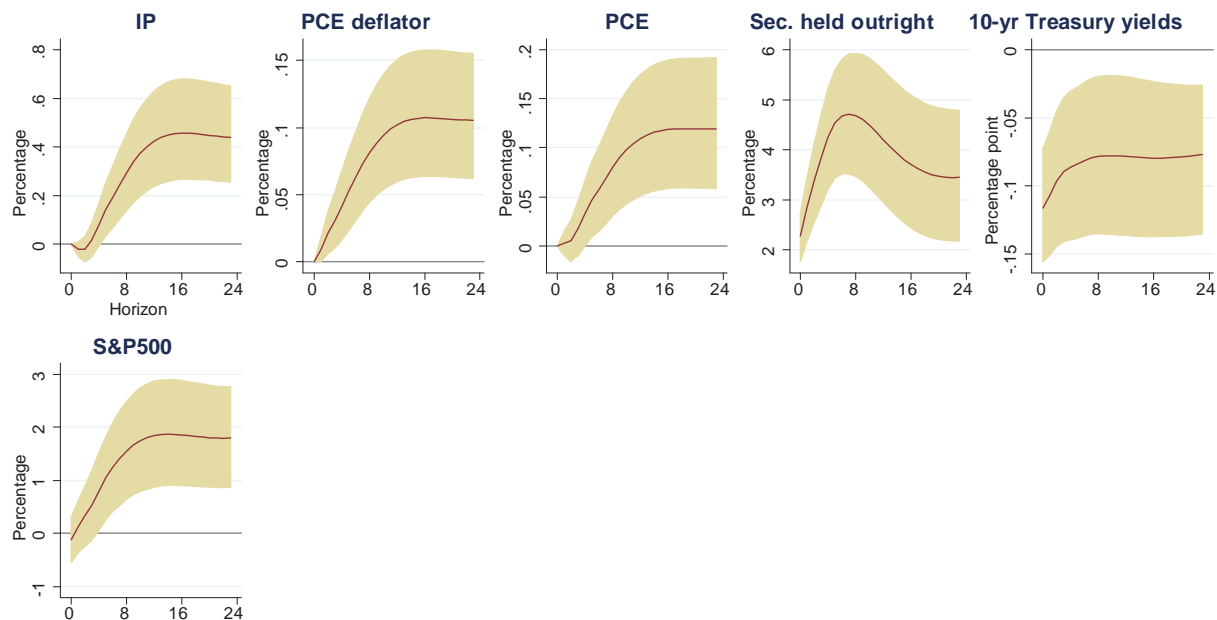 IP
Percentage
.8
.6
.4
.2
0
0 8 16 24
Horizon
PCE deflator
Percentage
.15
.1
.05
0
0 8 16 24
PCE
Percentage
.2
.15
.1
.05
0
0 8 16 24
Sec. held outright
Percentage
6
5
4
3
2
0 8 16 24
10-yr Treasury yields
Percentage point
0
-.05
-.1
-.15
0 8 16 24
S&P500
Percentage
3
2
1
0
-1
0 8 16 24